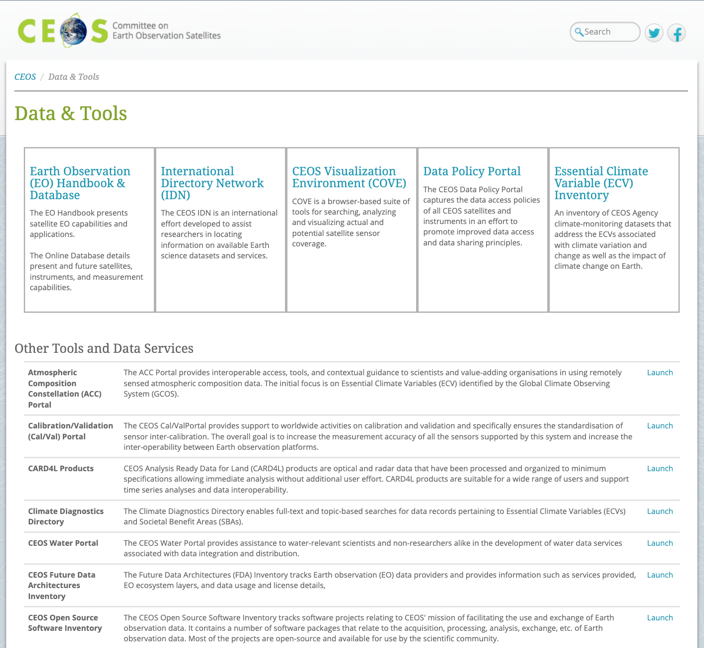 CEOS
Committee on
Earth Observation Satellites
Search
CEOS / Data & Tools
Data & Tools
Earth Observation
(EO) Handbook &
Database
The EO Handbook presents
satellite EO capabilities and
applications.
The Online Database details
present and future satellites,
instruments, and measurement
capabilities.
International
Directory Network
(IDN)
The CEOS IDN is an international
effort developed to assist
researchers in locating
information on available Earth
science datasets and services.
CEOS Visualization
Environment (COVE)
COVE is a browser-based suite of
tools for searching, analyzing
and visualizing actual and
potential satellite sensor
coverage.
Data Policy Portal
The CEOS Data Policy Portal
captures the data access policies
of all CEOS satellites and
instruments in an effort to
promote improved data access
and data sharing principles.
Essential Climate
Variable (ECV)
Inventory
An inventory of CEOS Agency
climate-monitoring datasets that
address the ECVs associated
with climate variation and
change as well as the impact of
climate change on Earth.
Other Tools and Data Services
Atmospheric
Composition
Constellation (ACC)
Portal
The ACC Portal provides interoperable access, tools, and contextual guidance to scientists and value-adding organisations in using remotely
sensed atmospheric composition data. The initial focus is on Essential Climate Variables (ECV) identified by the Global Climate Observing
System (GCOS).
Launch
Calibration/Validation
(Cal/Val) Portal
The CEOS Cal/ValPortal provides support to worldwide activities on calibration and validation and specifically ensures the standardisation of
sensor inter-calibration. The overall goal is to increase the measurement accuracy of all the sensors supported by this system and increase the
inter-operability between Earth observation platforms.
Launch
CARD4L Products
CEOS Analysis Ready Data for Land (CARD4L) products are optical and radar data that have been processed and organized to minimum
specifications allowing immediate analysis without additional user effort. CARD4L products are suitable for a wide range of users and support
time series analyses and data interoperability.
Launch
Climate Diagnostics
Directory
The Climate Diagnostics Directory enables full-text and topic-based searches for data records pertaining to Essential Climate Variables (ECVs)
and Societal Benefit Areas (SBAs).
Launch
CEOS Water Portal
The CEOS Water Portal provides assistance to water-relevant scientists and non-researchers alike in the development of water data services
associated with data integration and distribution.
Launch
CEOS Future Data
Architectures
Inventory
The Future Data Architectures (FDA) Inventory tracks Earth observation (EO) data providers and provides information such as services provided,
EO ecosystem layers, and data usage and license details,
Launch
CEOS Open Source
Software Inventory
The CEOS Open Source Software Inventory tracks software projects relating to CEOS' mission of facilitating the use and exchange of Earth
observation data. It contains a number of software packages that relate to the acquisition, processing, analysis, exchange, etc. of Earth
observation data. Most of the projects are open-source and available for use by the scientific community.
Launch